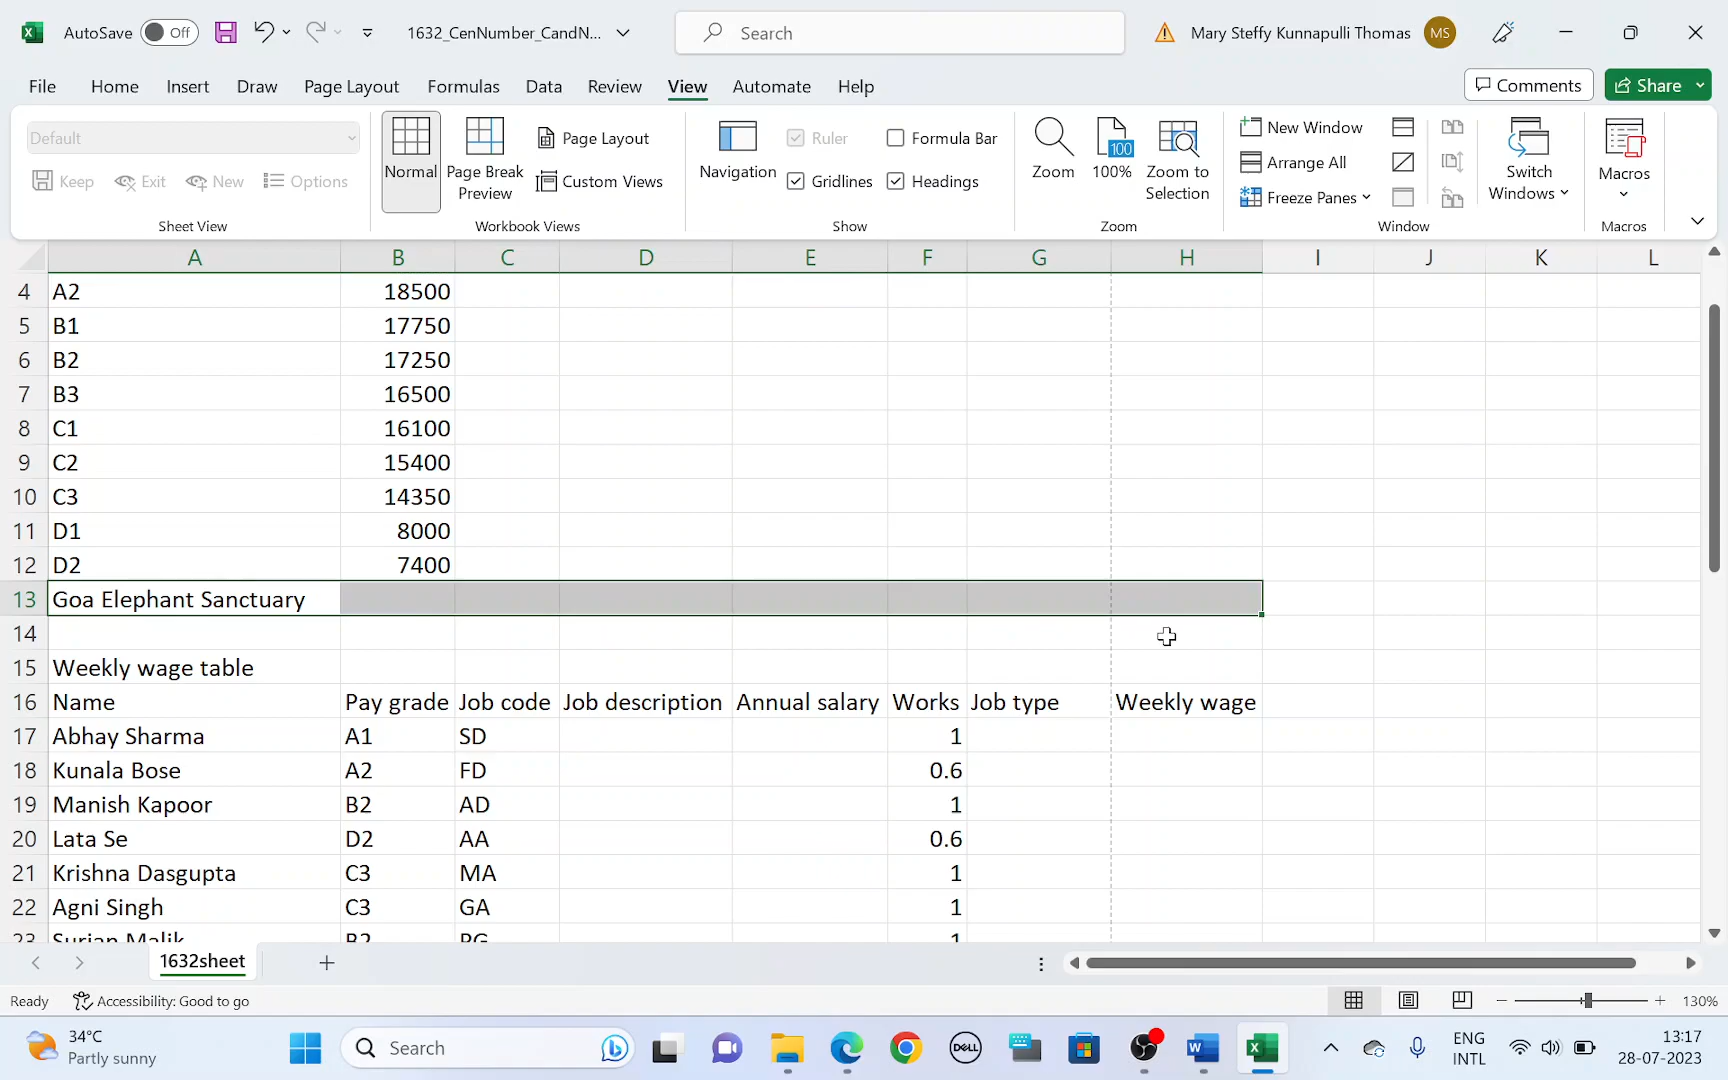 AutoSave Off 1632_CenNumber_CandN... Search Mary Steffy Kunnapulli Thomas MS
File Home Insert Draw Page Layout Formulas Data Review View Automate Help Comments Share
Default
Keep Exit New Options
Sheet View
Normal
Page Break
Preview
Page Layout
Custom Views
Workbook Views
Navigation
Ruler Formula Bar
Gridlines Headings
Show
Zoom
100
100%
Zoom to
Selection
Zoom
New Window
Arrange All
Freeze Panes
Switch
Windows
Window
Macros
Macros
A B C D E F G H I J K L
4 A2 18500
5 B1 17750
6 B2 17250
7 B3 16500
8 C1 16100
9 C2 15400
10 C3 14350
11 D1 8000
12 D2 7400
13 Goa Elephant Sanctuary
14
15 Weekly wage table
16 Name Pay grade Job code Job description Annual salary Works Job type Weekly wage
17 Abhay Sharma A1 SD 1
18 Kunala Bose A2 FD 0.6
19 Manish Kapoor B2 AD 1
20 Lata Se D2 AA 0.6
21 Krishna Dasgupta C3 MA 1
22 Agni Singh C3 GA 1
23 Surjan Malik B2 PG 1
1632sheet
Ready Accessibility: Good to go 130%
34°C
Partly sunny
Search
DELL
ENG
INTL
13:17
28-07-2023